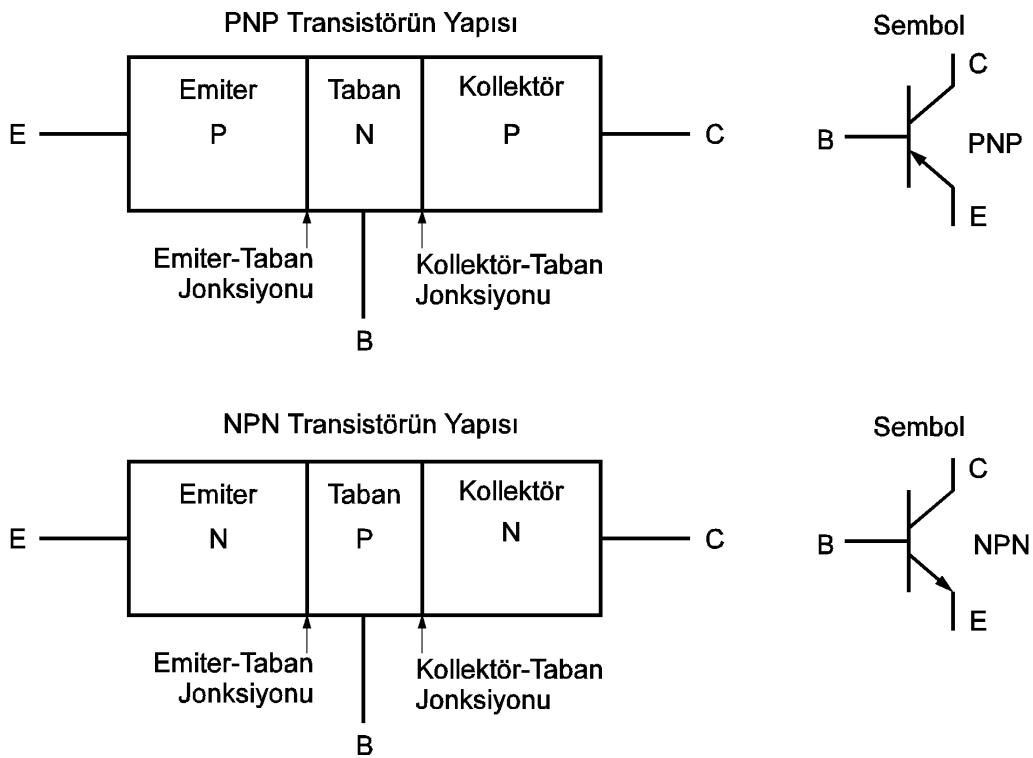 PNP Transistörün Yapısı
Sembol
Emiter
Taban
Kollektör
P
N
P
E
C
C
B
PNP
E
Emiter-Taban
Jonksiyonu
Kollektör-Taban
Jonksiyonu
B
NPN Transistörün Yapısı
Sembol
Emiter
Taban
Kollektör
N
P
N
E
C
C
B
NPN
E
Emiter-Taban
Jonksiyonu
Kollektör-Taban
Jonksiyonu
B